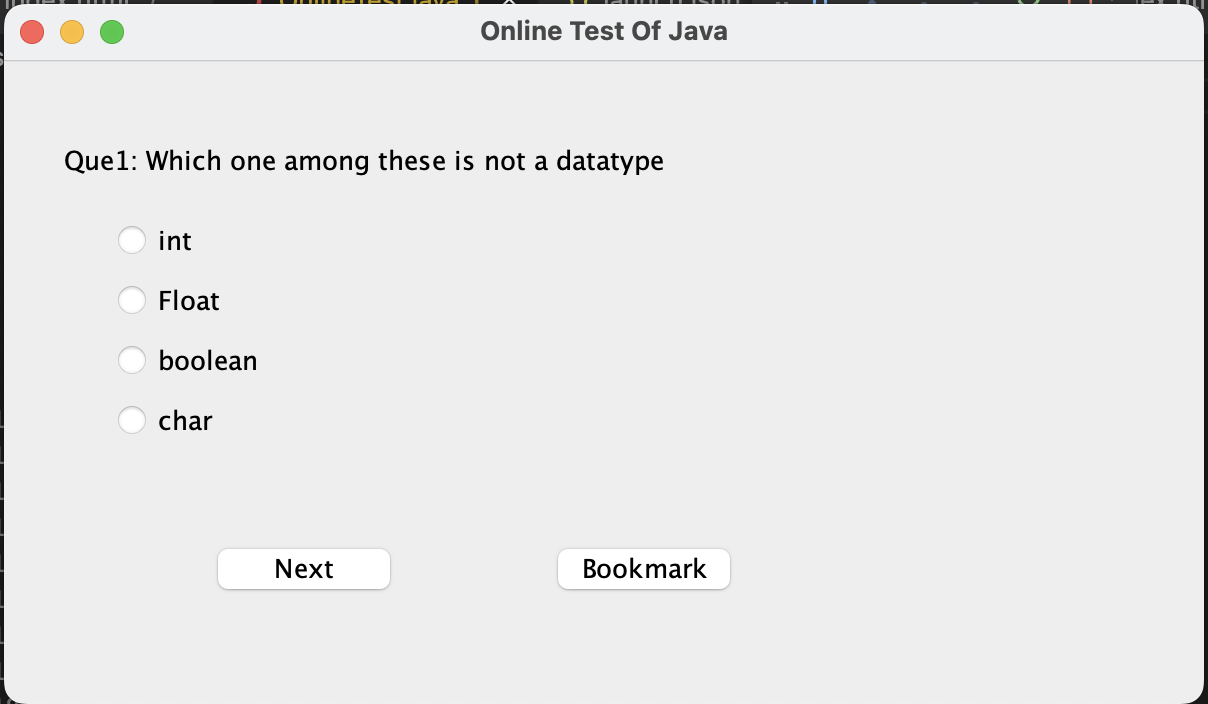 Online Test Of Java
Que1: Which one among these is not a datatype
int
Float
boolean
char
Next
Bookmark